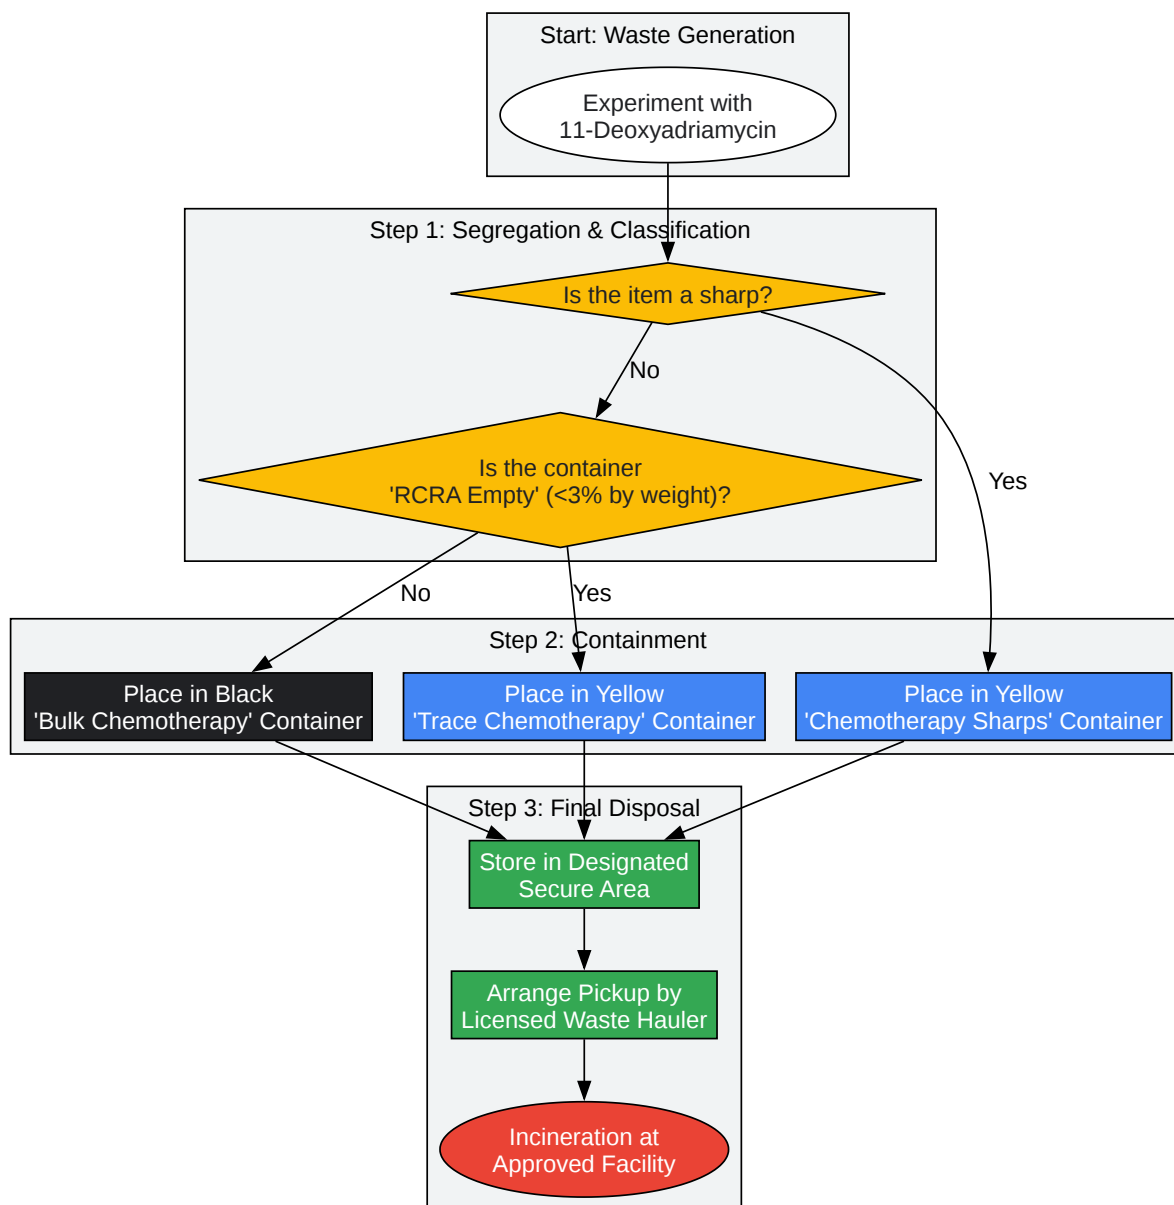 Start: Waste Generation
Experiment with
11-Deoxyadriamycin
Step 1: Segregation & Classification
Is the item a sharp?
No
Is the container
'RCRA Empty' (<3% by weight)?
Yes
No
Yes
Step 2: Containment
Place in Black
'Bulk Chemotherapy' Container
Place in Yellow
'Trace Chemotherapy' Container
Place in Yellow
'Chemotherapy Sharps' Container
Step 3: Final Disposal
Store in Designated
Secure Area
Arrange Pickup by
Licensed Waste Hauler
Incineration at
Approved Facility